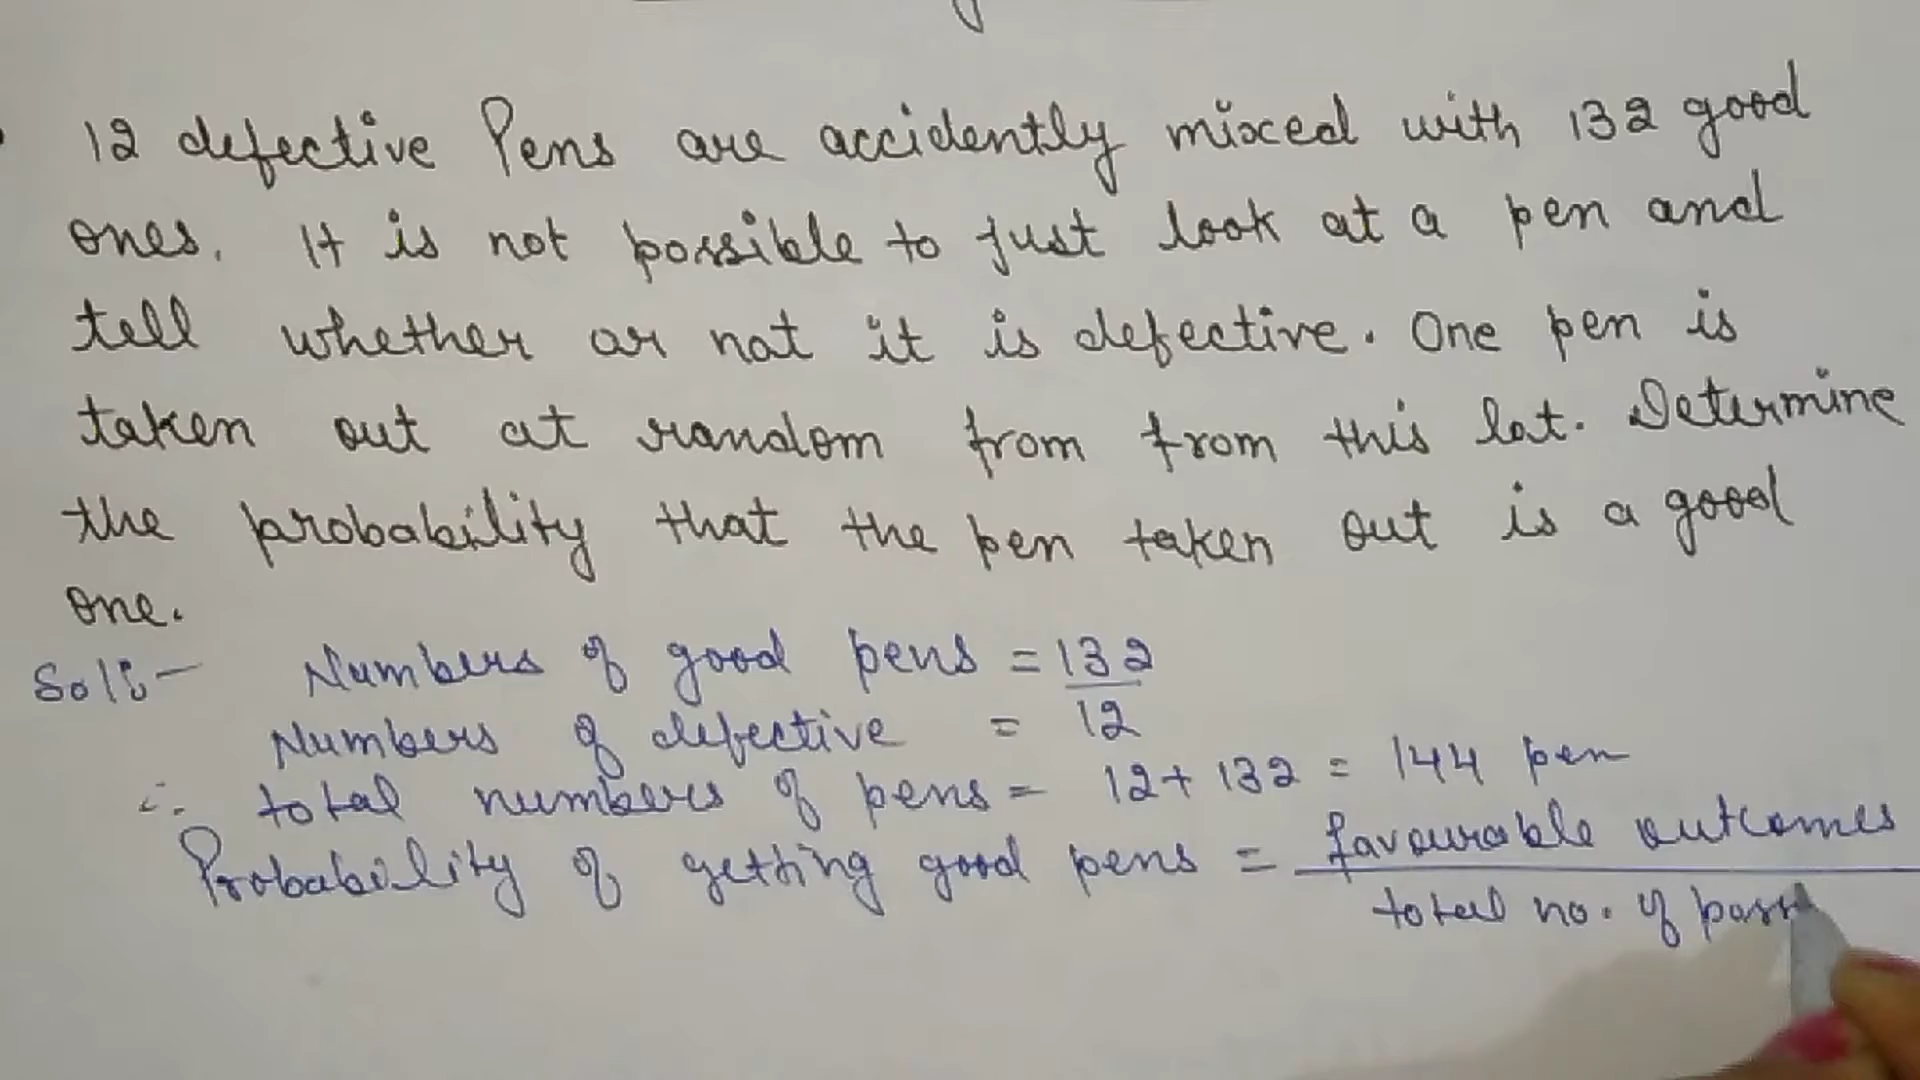 12 defective Pens are accidently mixed with 132 good
ones. It is not possible to just look at a pen and
tell whether or not it is defective. One pen is
taken out at random from from this lot. Determine
the probability that the pen taken out is a good
one.
Sol:- Numbers of good pens = 132
Numbers of defective = 12
∴ total numbers of pens = 12+ 132 = 144 pen
Probability of getting good pens = favourable outcomes
total no. of poss